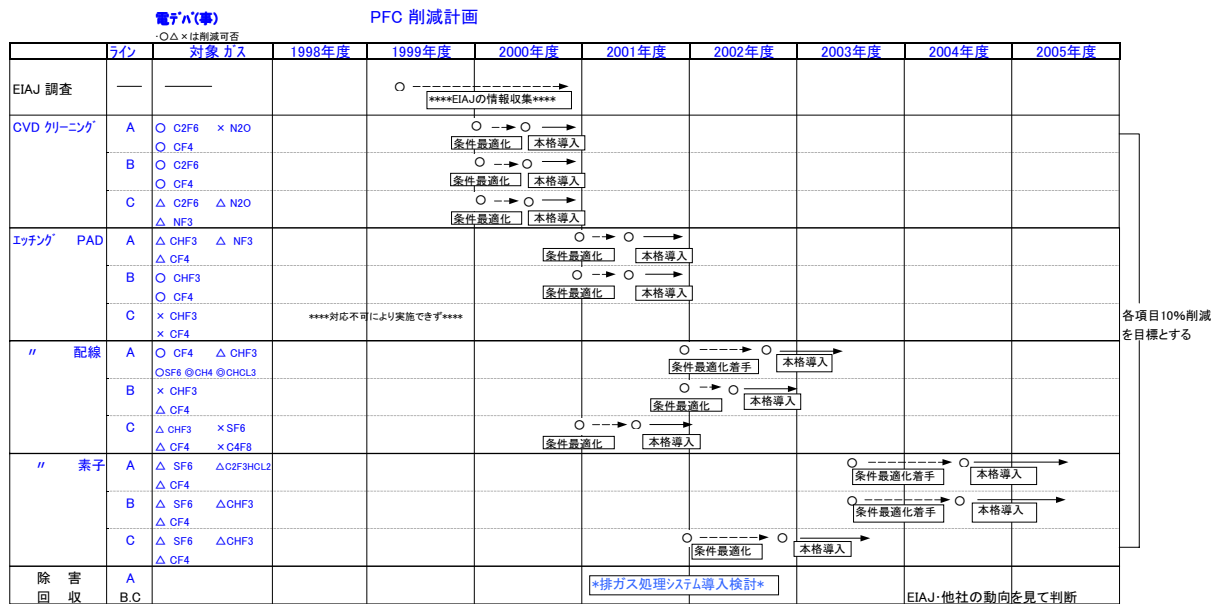 電ﾃﾞﾊﾞ(事) PFC 削減計画
・○△×は削減可否
ライン 対象 ガス 1998年度 1999年度 2000年度 2001年度 2002年度 2003年度 2004年度 2005年度
EIAJ 調査
****EIAJの情報収集****
CVD ｸﾘｰﾆﾝｸﾞ A ○ C2F6 × N2O
○ CF4 条件最適化 本格導入
B ○ C2F6
○ CF4 条件最適化 本格導入
C △ C2F6 △ N2O
△ NF3 条件最適化 本格導入
ｴｯﾁﾝｸﾞ PAD A △ CHF3 △ NF3
△ CF4 条件最適化 本格導入
B ○ CHF3
○ CF4 条件最適化 本格導入
C × CHF3 ****対応不可により実施できず****
× CF4
各項目10%削減
を目標とする
〃 配線 A ○ CF4 △ CHF3
○SF6 ◎CH4 ◎CHCL3 条件最適化着手 本格導入
B × CHF3
△ CF4 条件最適化 本格導入
C △ CHF3 ×SF6
△ CF4 ×C4F8 条件最適化 本格導入
〃 素子 A △ SF6 △C2F3HCL2
△ CF4 条件最適化着手 本格導入
B △ SF6 △CHF3
△ CF4 条件最適化着手 本格導入
C △ SF6 △CHF3
△ CF4 条件最適化 本格導入
除 害 A *排ガス処理ｼｽﾃﾑ導入検討*
回 収 B.C EIAJ・他社の動向を見て判断